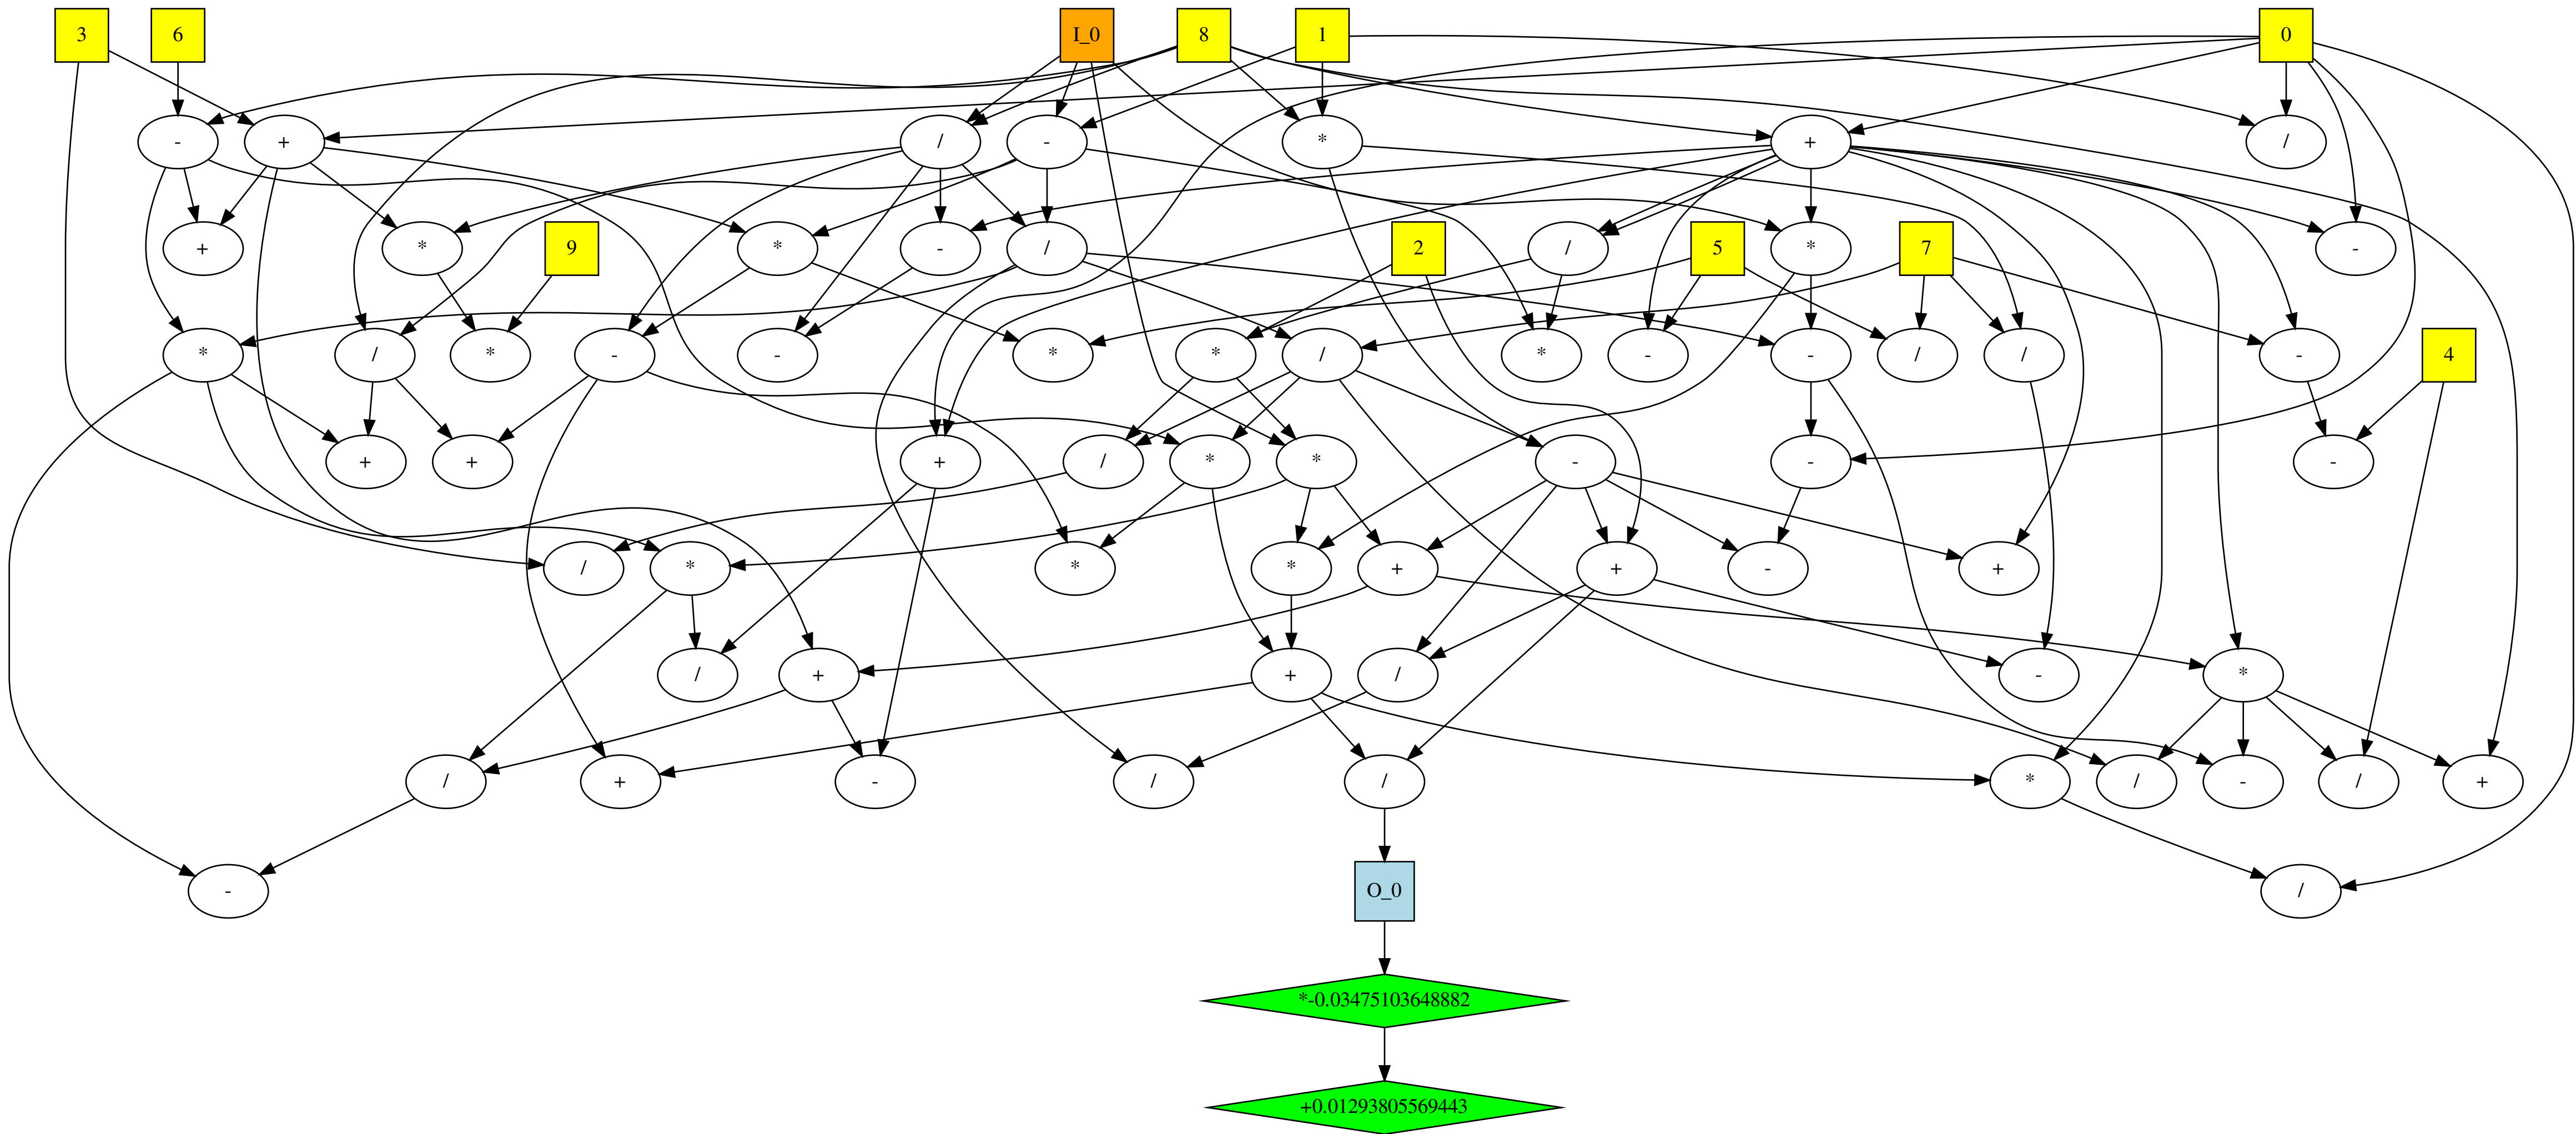 3 6 I_0 8 1 0
- + / - * + /
+ * 9 * - / 2 / 5 * 7 -
* / * - - * * / * - - / / - 4
+ + + / * * - - -
/ * * * + + - +
/ + + / - *
/ + - / / * / - / +
- O_0 /
*-0.03475103648882
+0.01293805569443